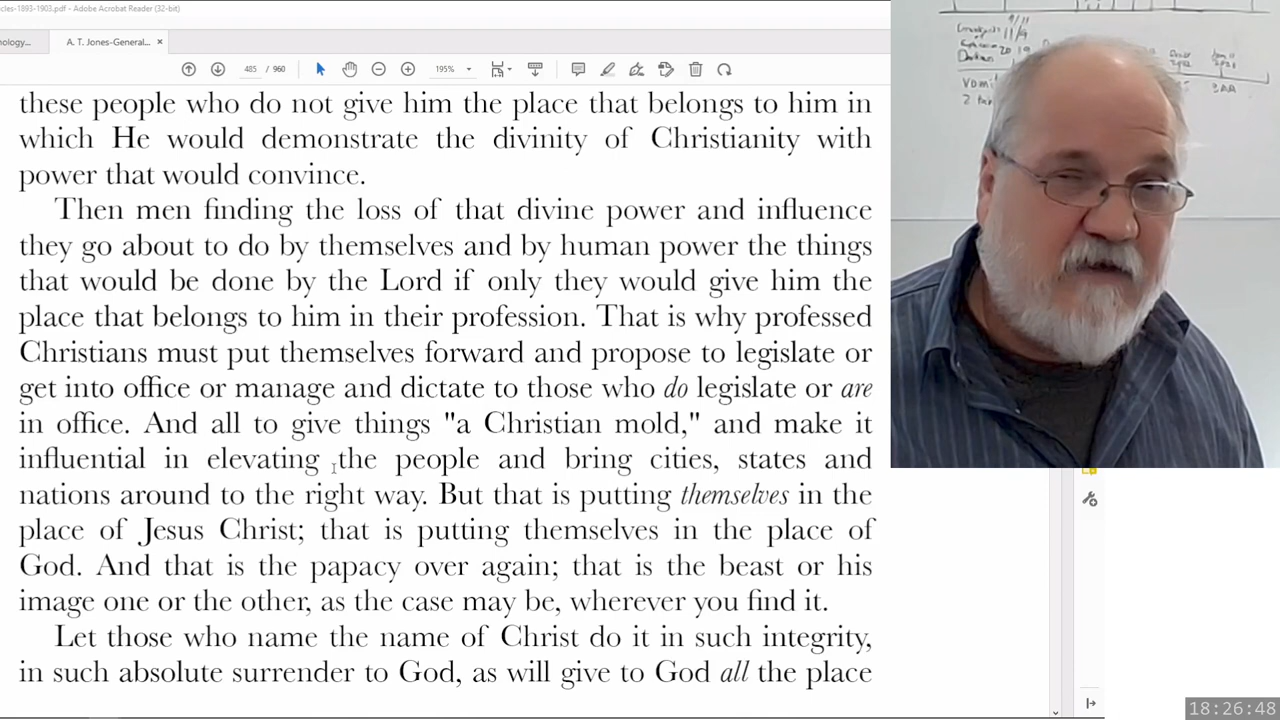 cles-1893-1903.pdf - Adobe Acrobat Reader (32-bit)
nology...
A. T. Jones-General...
485 / 960
195%
these people who do not give him the place that belongs to him in
which He would demonstrate the divinity of Christianity with
power that would convince.
Then men finding the loss of that divine power and influence
they go about to do by themselves and by human power the things
that would be done by the Lord if only they would give him the
place that belongs to him in their profession. That is why professed
Christians must put themselves forward and propose to legislate or
get into office or manage and dictate to those who do legislate or are
in office. And all to give things "a Christian mold," and make it
influential in elevating the people and bring cities, states and
nations around to the right way. But that is putting themselves in the
place of Jesus Christ; that is putting themselves in the place of
God. And that is the papacy over again; that is the beast or his
image one or the other, as the case may be, wherever you find it.
Let those who name the name of Christ do it in such integrity,
in such absolute surrender to God, as will give to God all the place
9/11
11/9
20 19
18:26:48